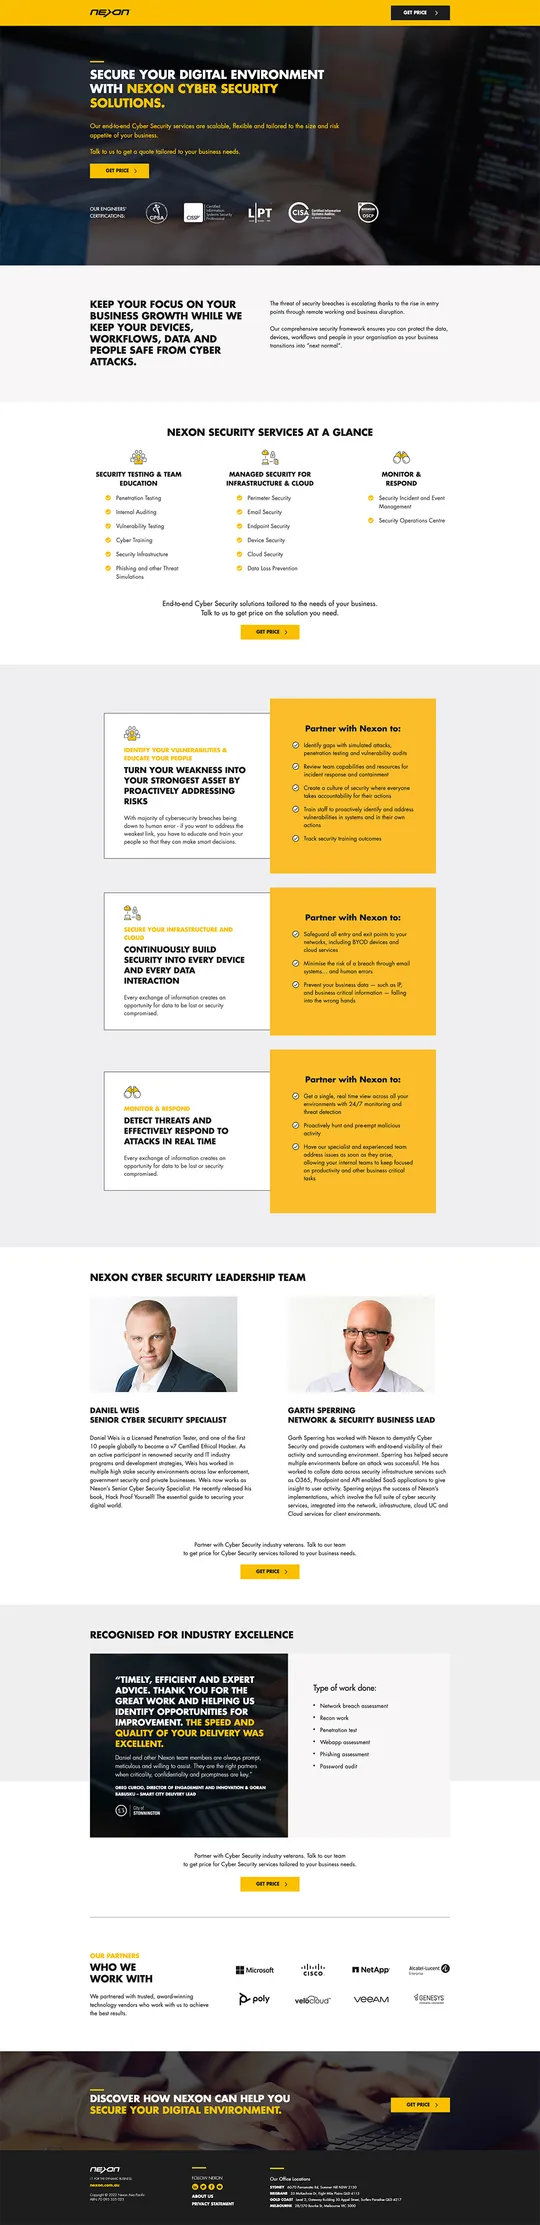 nexon
GET PRICE
SECURE YOUR DIGITAL ENVIRONMENT
WITH NEXON CYBER SECURITY
SOLUTIONS.
Our end-to-end Cyber Security services are scalable, flexible and tailored to the size and risk
appetite of your business.
Talk to us to get a quote tailored to your business needs.
GET PRICE
OUR ENGINEERS'
CERTIFICATIONS:
CPSA
CISSP
Certified
Information
Systems Security
Professional
LPT
CISA
Certified Information
Systems Auditor
OSCP
KEEP YOUR FOCUS ON YOUR
BUSINESS GROWTH WHILE WE
KEEP YOUR DEVICES,
WORKFLOWS, DATA AND
PEOPLE SAFE FROM CYBER
ATTACKS.
The threat of security breaches is escalating thanks to the rise in entry
points through remote working and business disruption.
Our comprehensive security framework ensures you can protect the data,
devices, workflows and people in your organisation as your business
transitions into "next normal".
NEXON SECURITY SERVICES AT A GLANCE
SECURITY TESTING & TEAM
EDUCATION
Penetration Testing
Internal Auditing
Vulnerability Testing
Cyber Training
Security Infrastructure
Phishing and other Threat
Simulations
MANAGED SECURITY FOR
INFRASTRUCTURE & CLOUD
Perimeter Security
Email Security
Endpoint Security
Device Security
Cloud Security
Data Loss Prevention
MONITOR &
RESPOND
Security Incident and Event
Management
Security Operations Centre
End-to-end Cyber Security solutions tailored to the needs of your business.
Talk to us to get price on the solution you need.
GET PRICE
IDENTIFY YOUR VULNERABILITIES &
EDUCATE YOUR PEOPLE
TURN YOUR WEAKNESS INTO
YOUR STRONGEST ASSET BY
PROACTIVELY ADDRESSING
RISKS
With majority of cybersecurity breaches being
down to human error - if you want to address the
weakest link, you have to educate and train your
people so that they can make smart decisions.
Partner with Nexon to:
Identify gaps with simulated attacks,
penetration testing and vulnerability audits
Review team capabilities and resources for
incident response and containment
Create a culture of security where everyone
takes accountability for their actions
Train staff to proactively identify and address
vulnerabilities in systems and in their own
actions
Track security training outcomes
SECURE YOUR INFRASTRUCTURE AND
CLOUD
CONTINUOUSLY BUILD
SECURITY INTO EVERY DEVICE
AND EVERY DATA
INTERACTION
Every exchange of information creates an
opportunity for data to be lost or security
compromised.
Partner with Nexon to:
Safeguard all entry and exit points to your
networks, including BYOD devices and
cloud services
Minimise the risk of a breach through email
systems... and human errors
Prevent your business data — such as IP,
and business critical information — falling
into the wrong hands
MONITOR & RESPOND
DETECT THREATS AND
EFFECTIVELY RESPOND TO
ATTACKS IN REAL TIME
Every exchange of information creates an
opportunity for data to be lost or security
compromised.
Partner with Nexon to:
Get a single, real time view across all your
environments with 24/7 monitoring and
threat detection
Proactively hunt and pre-empt malicious
activity
Have our specialist and experienced team
address issues as soon as they arise,
allowing your internal teams to keep focused
on productivity and other business critical
tasks
NEXON CYBER SECURITY LEADERSHIP TEAM
DANIEL WEIS
SENIOR CYBER SECURITY SPECIALIST
Daniel Weis is a Licensed Penetration Tester, and one of the first
10 people globally to become a v7 Certified Ethical Hacker. As
an active participant in renowned security and IT industry
programs and development strategies, Weis has worked in
multiple high stake security environments across law enforcement,
government security and private businesses. Weis now works as
Nexon's Senior Cyber Security Specialist. He recently released his
book, Hack Proof Yourself! The essential guide to securing your
digital world.
GARTH SPERRING
NETWORK & SECURITY BUSINESS LEAD
Garth Sperring has worked with Nexon to demystify Cyber
Security and provide customers with end-to-end visibility of their
activity and surrounding environment. Sperring has helped secure
multiple environments before an attack was successful. He has
worked to collate data across security infrastructure services such
as O365, Proofpoint and API enabled SaaS applications to give
insight to user activity. Sperring enjoys the success of Nexon's
implementations, which involve the full suite of cyber security
services, integrated into the network, infrastructure, cloud UC and
Cloud services for client environments.
Partner with Cyber Security industry veterans. Talk to our team
to get price for Cyber Security services tailored to your business needs.
GET PRICE
RECOGNISED FOR INDUSTRY EXCELLENCE
"TIMELY, EFFICIENT AND EXPERT
ADVICE. THANK YOU FOR THE
GREAT WORK AND HELPING US
IDENTIFY OPPORTUNITIES FOR
IMPROVEMENT. THE SPEED AND
QUALITY OF YOUR DELIVERY WAS
EXCELLENT.
Daniel and other Nexon team members are always prompt,
meticulous and willing to assist. They are the right partners
when criticality, confidentiality and promptness are key."
GREG CURCIO, DIRECTOR OF ENGAGEMENT AND INNOVATION & GORAN
BABUSKU – SMART CITY DELIVERY LEAD
City of
STONNINGTON
Type of work done:
Network breach assessment
Recon work
Penetration test
Webapp assessment
Phishing assessment
Password audit
Partner with Cyber Security industry veterans. Talk to our team
to get price for Cyber Security services tailored to your business needs.
GET PRICE
OUR PARTNERS
WHO WE
WORK WITH
We partnered with trusted, award-winning
technology vendors who work with us to achieve
the best results.
Microsoft
CISCO
NetApp
Alcatel-Lucent
Enterprise
poly
velocloud
veeAM
GENESYS
DISCOVER HOW NEXON CAN HELP YOU
SECURE YOUR DIGITAL ENVIRONMENT.
GET PRICE
nexon
IT FOR THE DYNAMIC BUSINESS
nexon.com.au
Copyright © 2022 Nexon Asia Pacific
FOLLOW NEXON
ABOUT US
PRIVACY STATEMENT
Our Office Locations
SYDNEY
BRISBANE
GOLD COAST
MELBOURNE